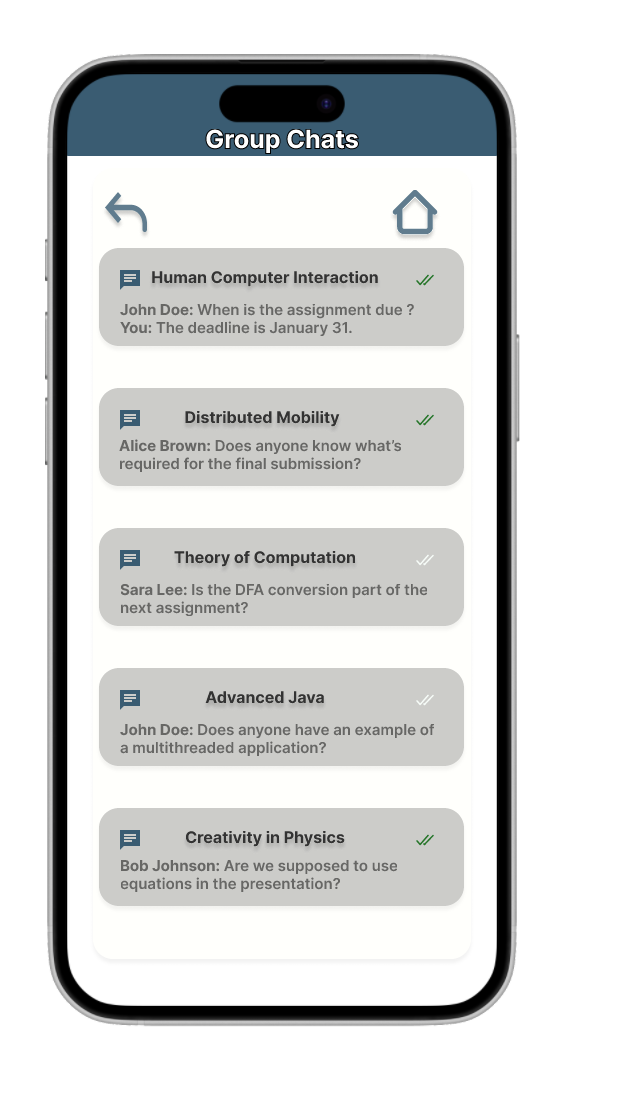 Group Chats
Human Computer Interaction
John Doe: When is the assignment due ?
You: The deadline is January 31.
Distributed Mobility
Alice Brown: Does anyone know what’s
required for the final submission?
Theory of Computation
Sara Lee: Is the DFA conversion part of the
next assignment?
Advanced Java
John Doe: Does anyone have an example of
a multithreaded application?
Creativity in Physics
Bob Johnson: Are we supposed to use
equations in the presentation?